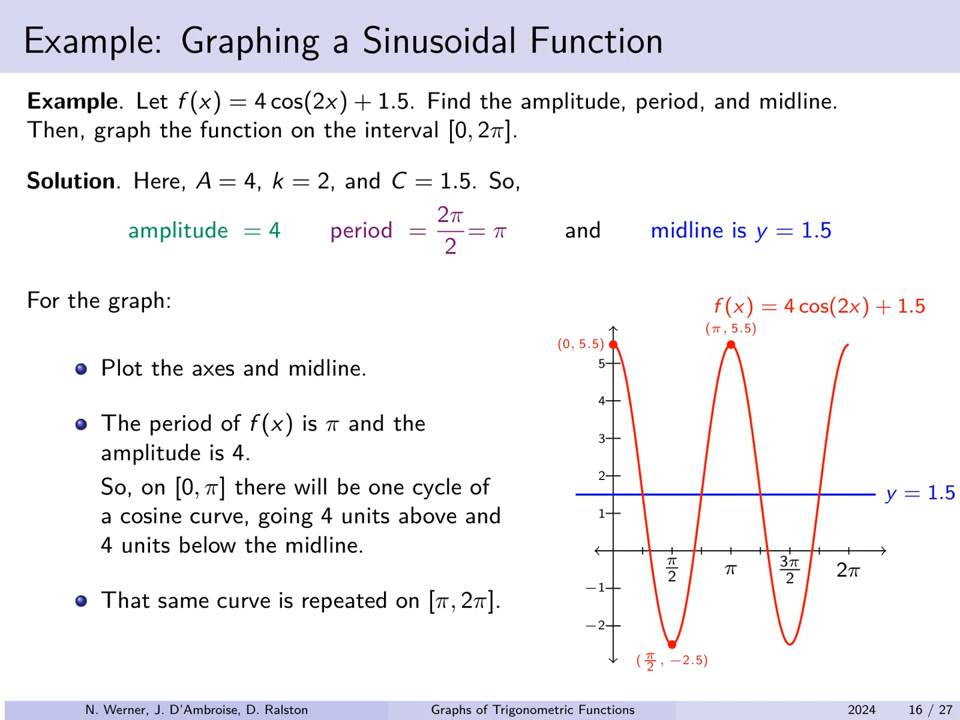 Example: Graphing a Sinusoidal Function
Example. Let f(x) = 4 cos(2x) + 1.5. Find the amplitude, period, and midline.
Then, graph the function on the interval [0, 2π].
Solution. Here, A = 4, k = 2, and C = 1.5. So,
amplitude = 4 period = 2π/2 = π and midline is y = 1.5
For the graph:
Plot the axes and midline.
The period of f(x) is π and the
amplitude is 4.
So, on [0, π] there will be one cycle of
a cosine curve, going 4 units above and
4 units below the midline.
That same curve is repeated on [π, 2π].
f(x) = 4 cos(2x) + 1.5
(π, 5.5)
(0, 5.5)
5
4
3
2
y = 1.5
1
π/2 π 3π/2 2π
−1
−2
(π/2, −2.5)
N. Werner, J. D'Ambroise, D. Ralston Graphs of Trigonometric Functions 2024 16 / 27